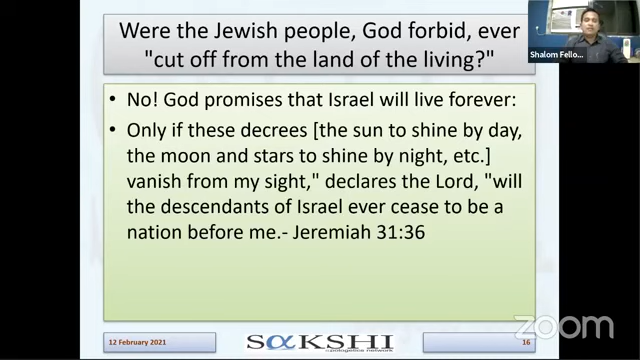 Were the Jewish people, God forbid, ever
"cut off from the land of the living?"
Shalom Fello...
• No! God promises that Israel will live forever:
• Only if these decrees [the sun to shine by day,
the moon and stars to shine by night, etc.]
vanish from my sight," declares the Lord, "will
the descendants of Israel ever cease to be a
nation before me.- Jeremiah 31:36
zoom
12 February 2021
SαKSHI
apologetics network
16